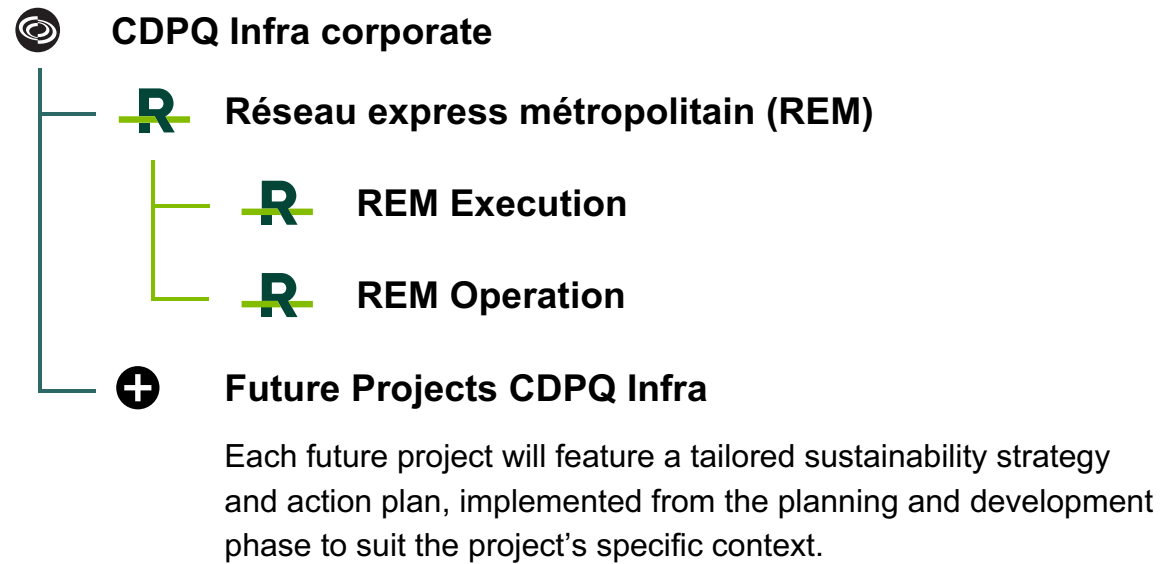 CDPQ Infra corporate
Réseau express métropolitain (REM)
REM Execution
REM Operation
Future Projects CDPQ Infra
Each future project will feature a tailored sustainability strategy
and action plan, implemented from the planning and development
phase to suit the project’s specific context.